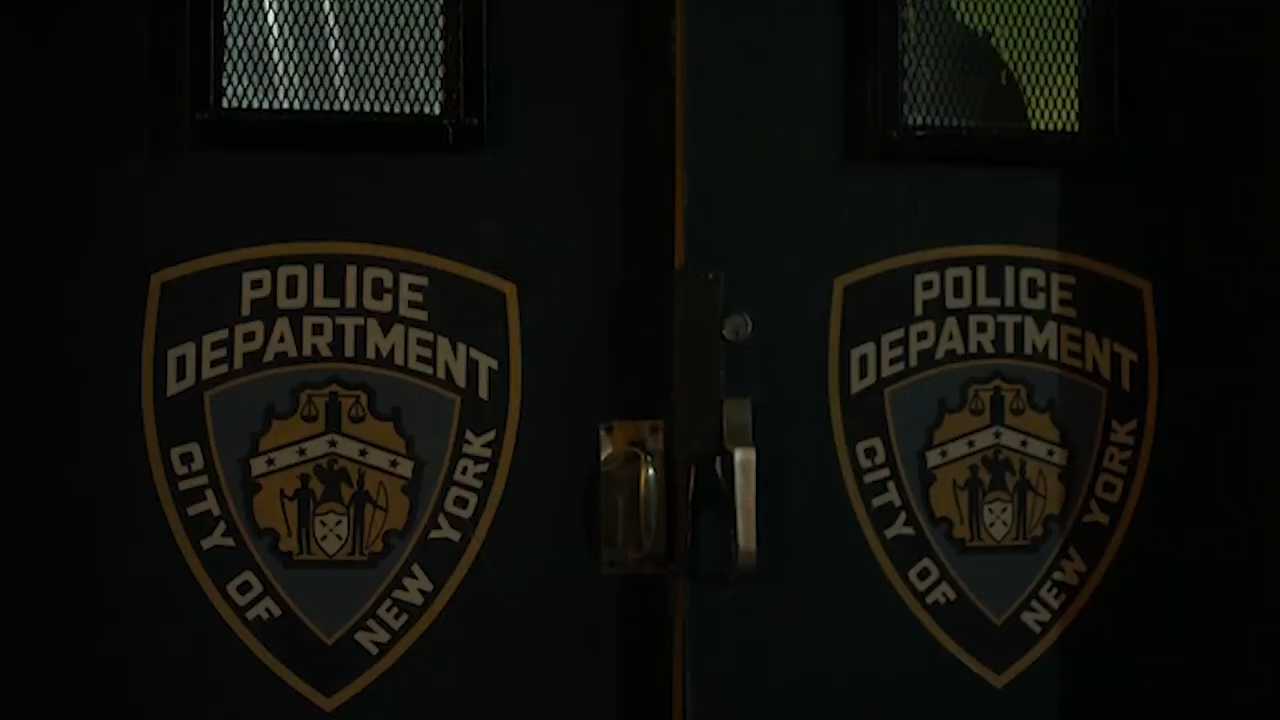 POLICE
DEPARTMENT
CITY OF
NEW YORK
POLICE
DEPARTMENT
CITY OF
NEW YORK